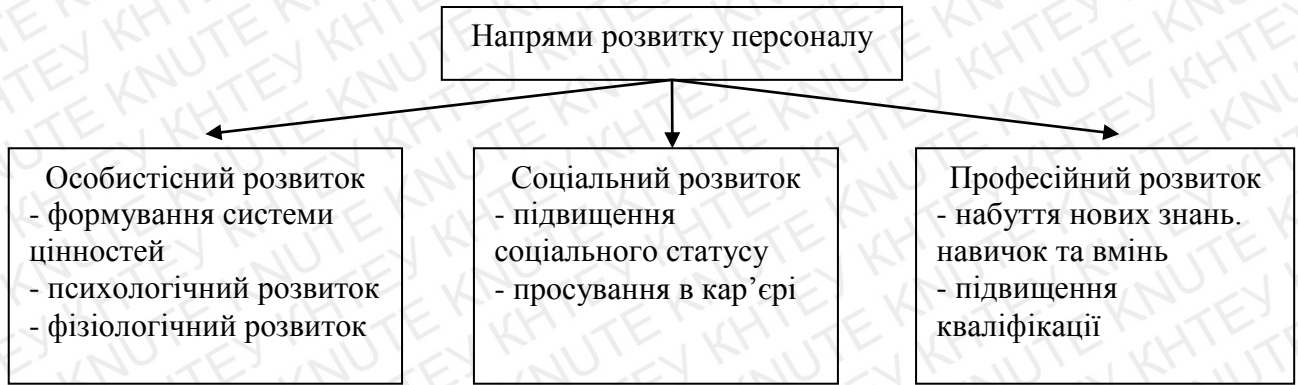 Напрями розвитку персоналу
Особистісний розвиток
- формування системи
цінностей
- психологічний розвиток
- фізіологічний розвиток
Соціальний розвиток
- підвищення
соціального статусу
- просування в кар’єрі
Професійний розвиток
- набуття нових знань.
навичок та вмінь
- підвищення
кваліфікації